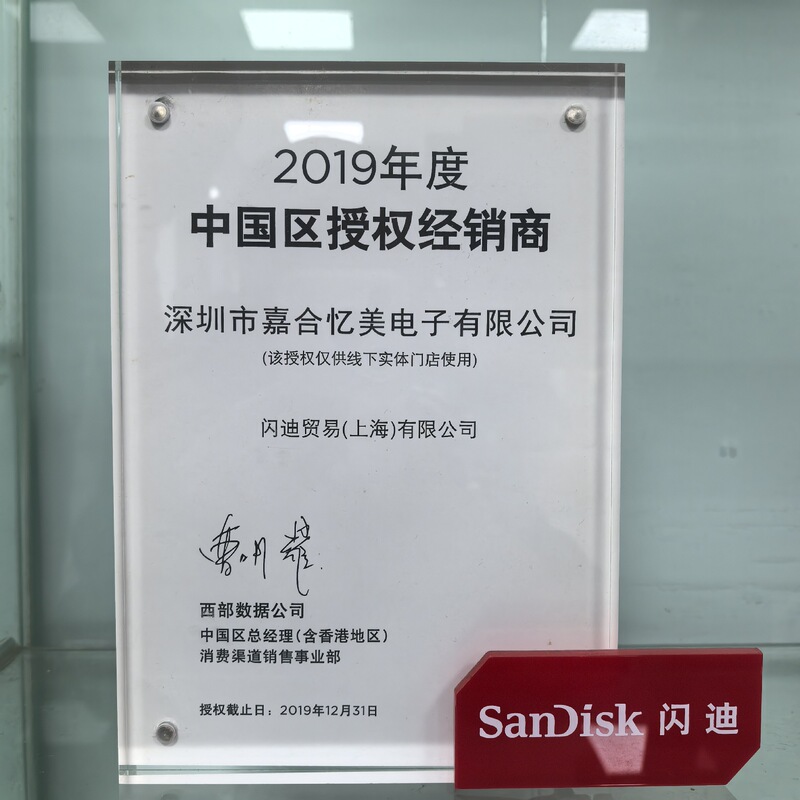 2019年度
中国区授权经销商
深圳市嘉合忆美电子有限公司
(该授权仅供线下实体门店使用)
闪迪贸易(上海)有限公司
曹明
西部数据公司
中国区总经理(含香港地区)
消费渠道销售事业部
授权截止日：2019年12月31日
SanDisk 闪迪